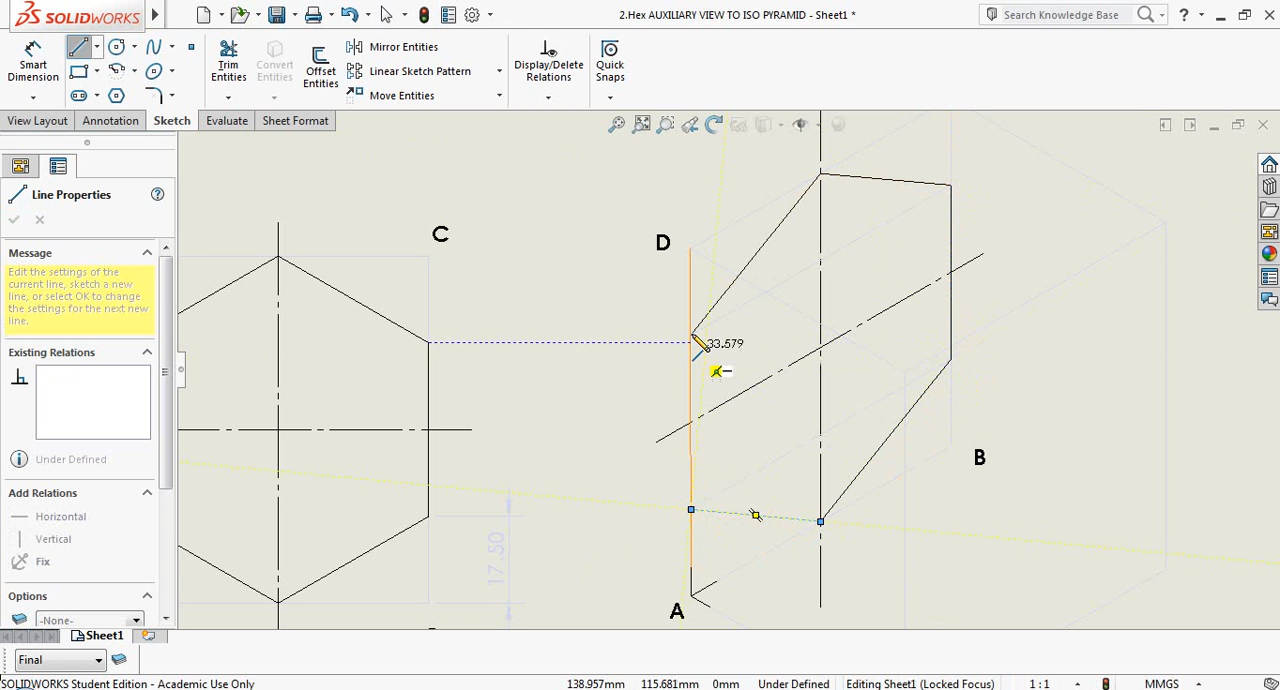 SOLIDWORKS
2.Hex AUXILIARY VIEW TO ISO PYRAMID - Sheet1 *
Search Knowledge Base
?
Smart Dimension
Trim Entities
Convert Entities
Offset Entities
Mirror Entities
Linear Sketch Pattern
Move Entities
Display/Delete Relations
Quick Snaps
View Layout
Annotation
Sketch
Evaluate
Sheet Format
Line Properties
Message
Edit the settings of the
current line, sketch a new
line, or select OK to change
the settings for the next new
line.
Existing Relations
Under Defined
Add Relations
Horizontal
Vertical
Fix
Options
-None-
C
D
33.579
B
17.50
A
Sheet1
Final
SOLIDWORKS Student Edition - Academic Use Only
138.957mm
115.681mm
0mm
Under Defined
Editing Sheet1 (Locked Focus)
1 : 1
MMGS